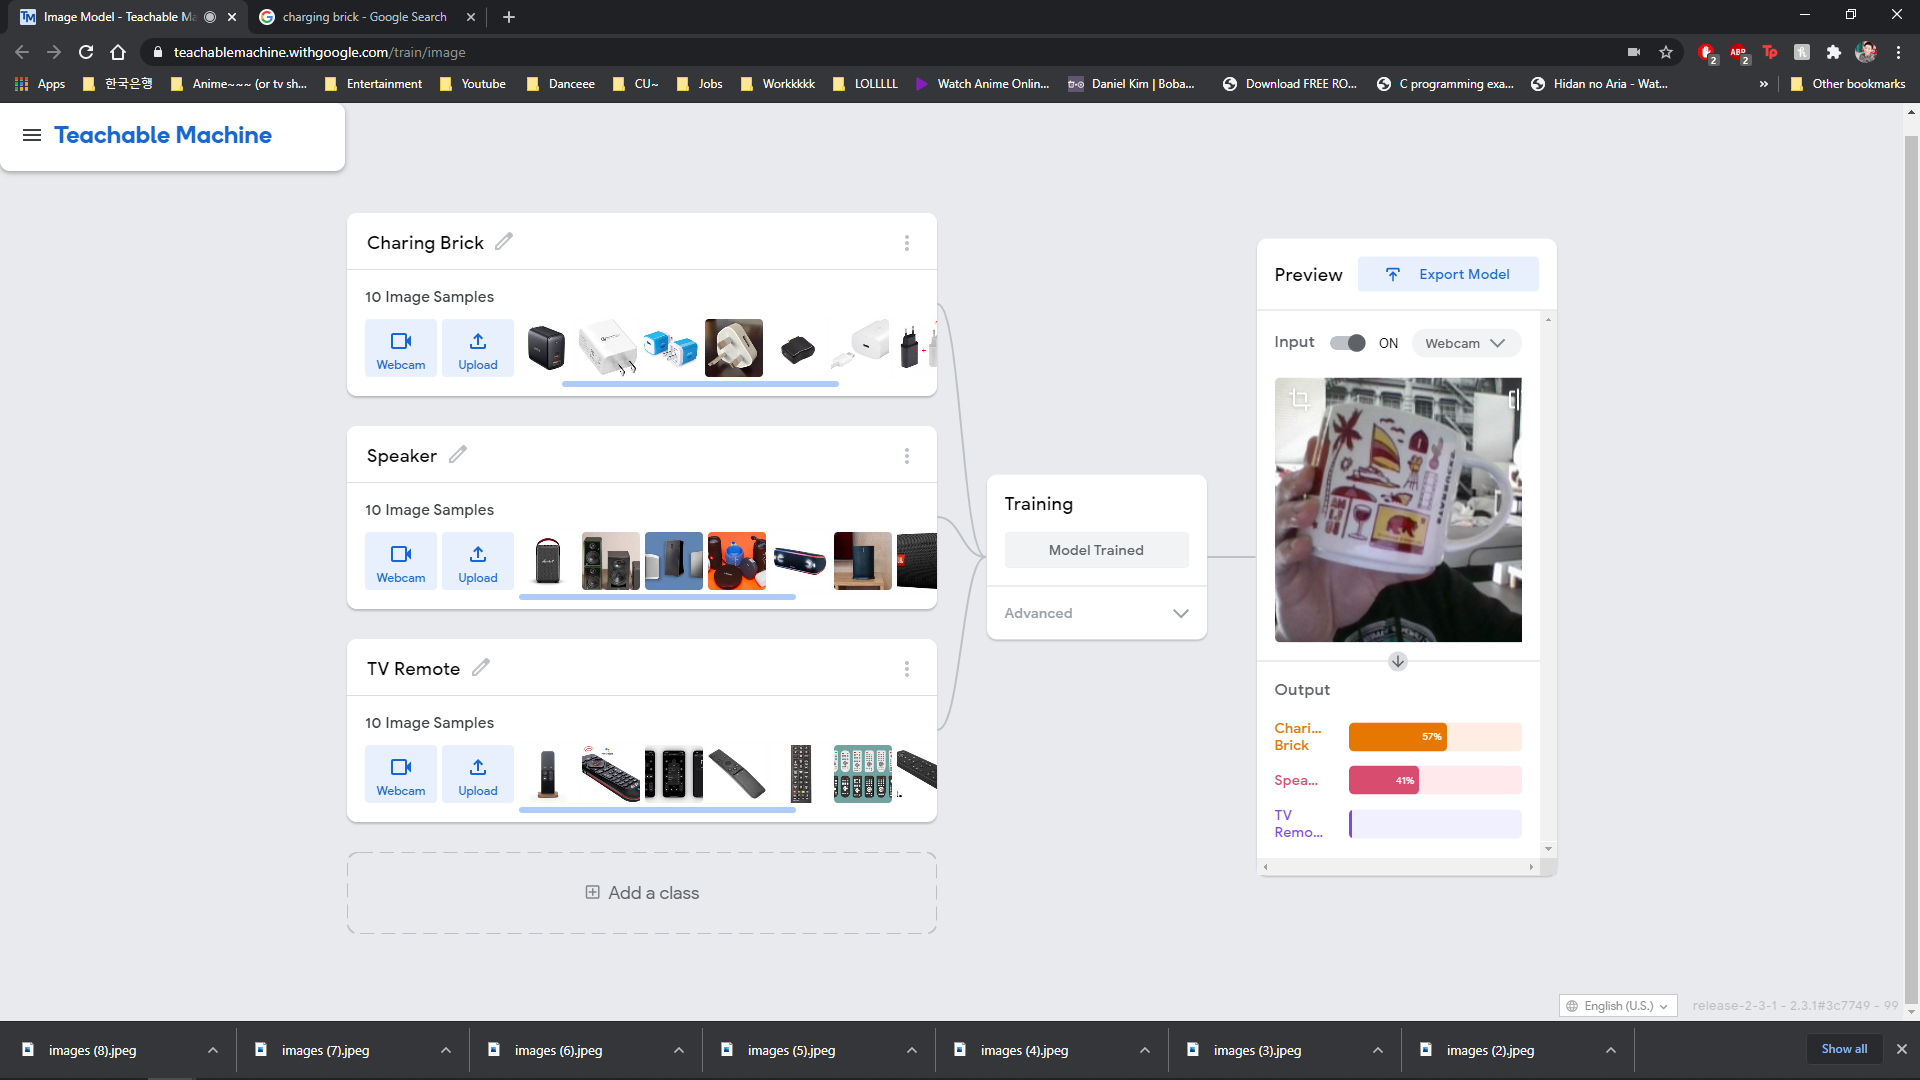 Image Model - Teachable Ma
charging brick - Google Search
teachablemachine.withgoogle.com/train/image
ABP
Tp
2
2
Apps
한국은행
Anime~~~ (or tv sh...
Entertainment
Youtube
Danceee
CU~
Jobs
Workkkkk
LOLLLLL
Watch Anime Onlin...
Daniel Kim | Boba...
Download FREE RO...
C programming exa...
Hidan no Aria - Wat...
»
Other bookmarks
Teachable Machine
Charing Brick
10 Image Samples
Webcam
Upload
Speaker
10 Image Samples
Webcam
Upload
TV Remote
10 Image Samples
Webcam
Upload
Add a class
Training
Model Trained
Advanced
Preview
Export Model
Input
ON
Webcam
Output
Chari...
Brick
57%
Spea...
41%
TV
Remo...
English (U.S.)
release-2-3-1 - 2.3.1#3c7749 - 99
images (8).jpeg
images (7).jpeg
images (6).jpeg
images (5).jpeg
images (4).jpeg
images (3).jpeg
images (2).jpeg
Show all